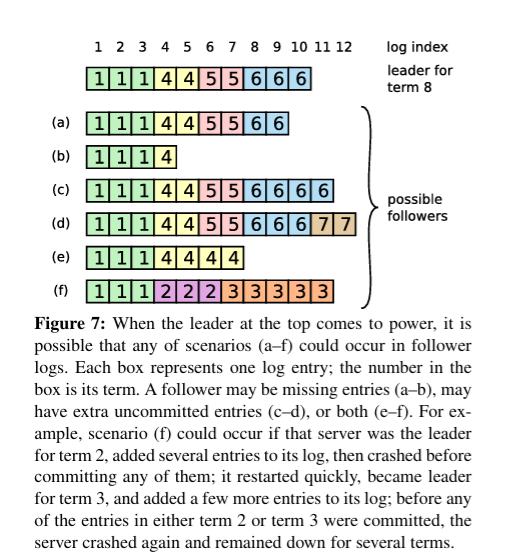 1 2 3 4 5 6 7 8 9 10 11 12 log index
1 1 1 4 4 5 5 6 6 6 leader for
term 8
(a) 1 1 1 4 4 5 5 6 6
(b) 1 1 1 4
(c) 1 1 1 4 4 5 5 6 6 6 6
(d) 1 1 1 4 4 5 5 6 6 6 7 7
possible
followers
(e) 1 1 1 4 4 4 4
(f) 1 1 1 2 2 2 3 3 3 3 3
Figure 7: When the leader at the top comes to power, it is
possible that any of scenarios (a–f) could occur in follower
logs. Each box represents one log entry; the number in the
box is its term. A follower may be missing entries (a–b), may
have extra uncommitted entries (c–d), or both (e–f). For ex-
ample, scenario (f) could occur if that server was the leader
for term 2, added several entries to its log, then crashed before
committing any of them; it restarted quickly, became leader
for term 3, and added a few more entries to its log; before any
of the entries in either term 2 or term 3 were committed, the
server crashed again and remained down for several terms.